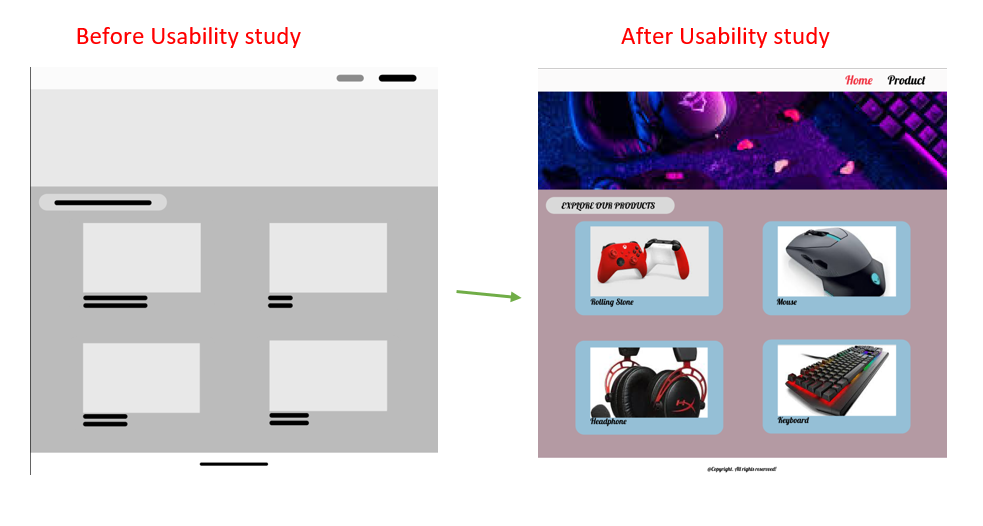 Before Usability study
After Usability study
Home Product
EXPLORE OUR PRODUCTS
Rolling Stone
Mouse
Headphone
Keyboard
@Copyright. All rights reserved!